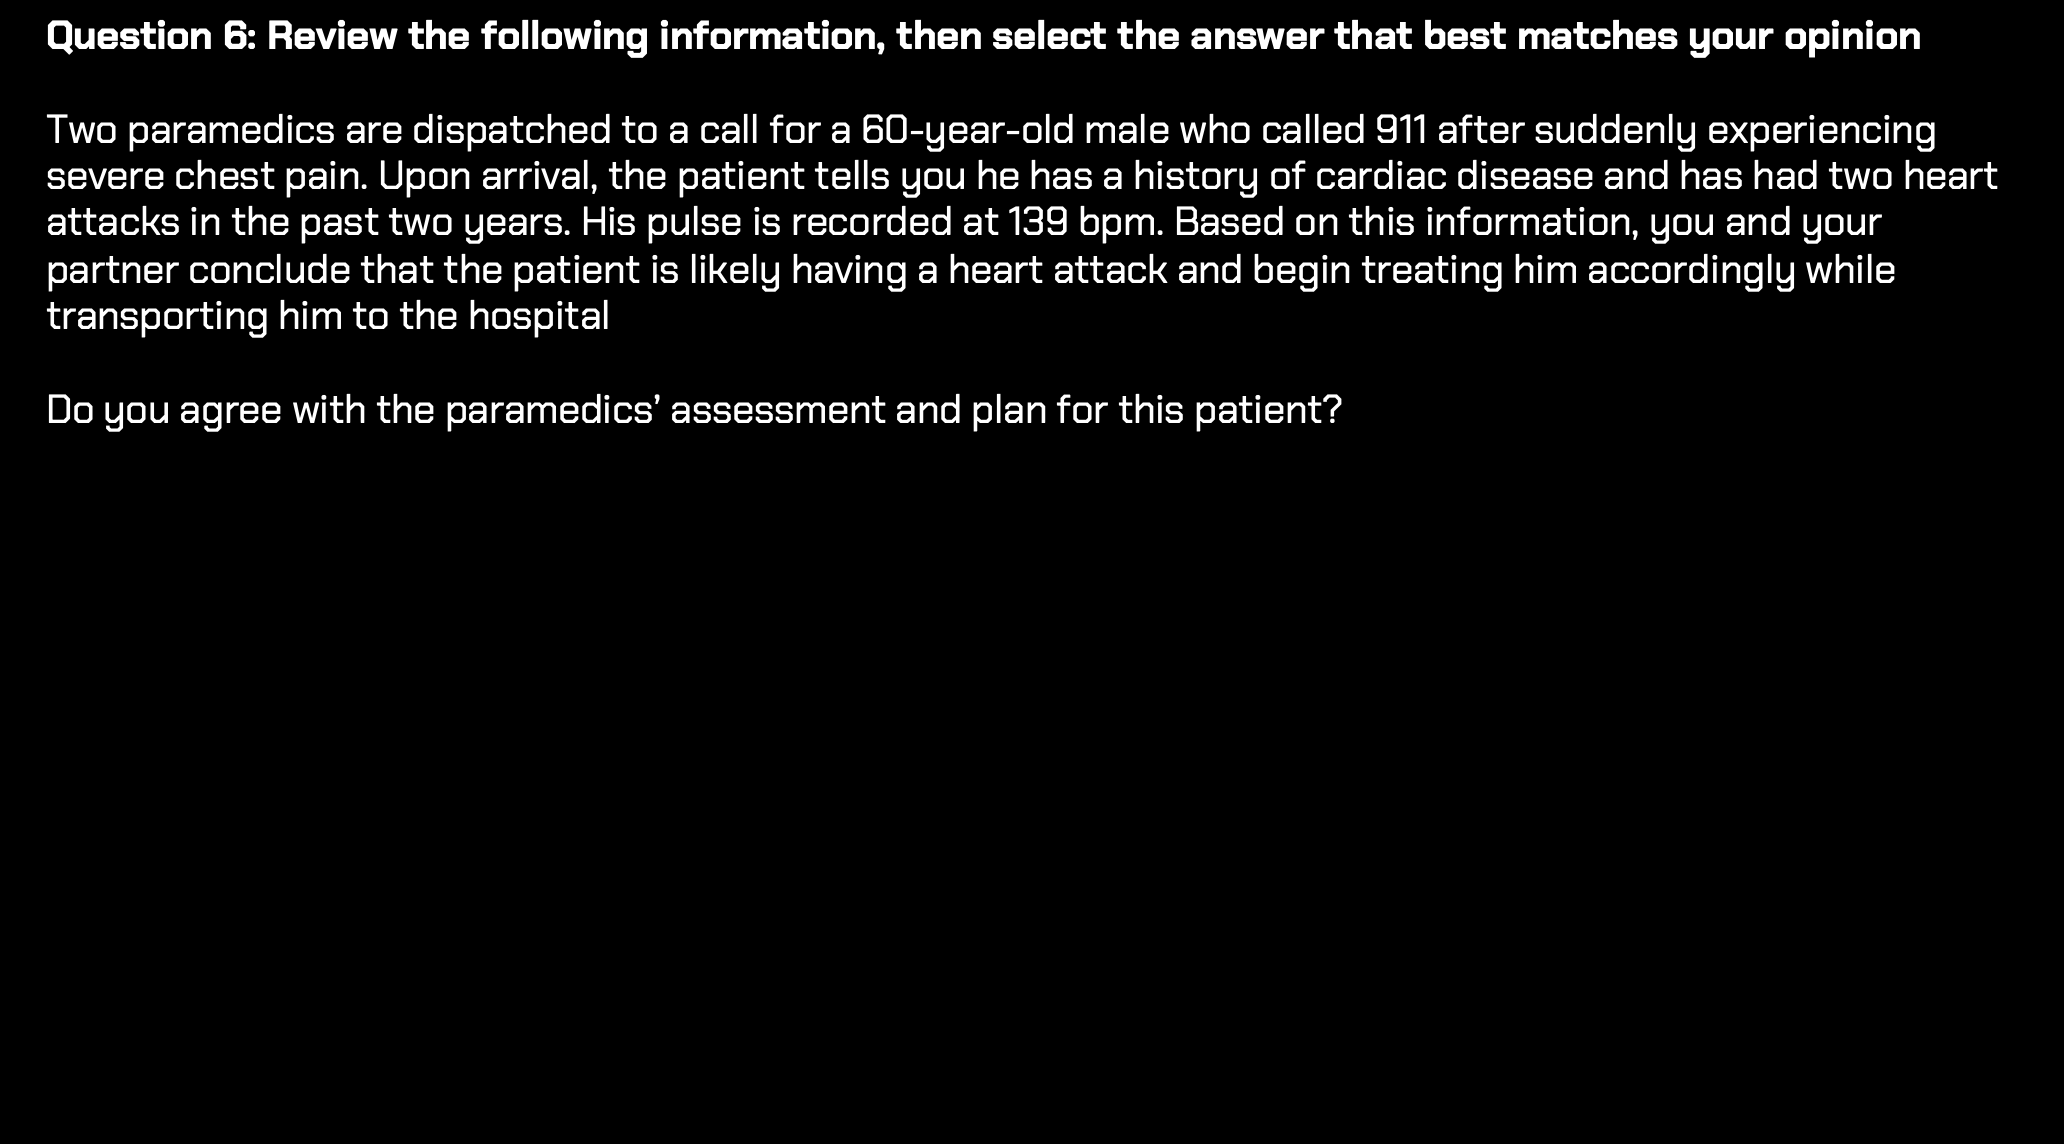 Question 6: Review the following information, then select the answer that best matches your opinion
Two paramedics are dispatched to a call for a 60-year-old male who called 911 after suddenly experiencing
severe chest pain. Upon arrival, the patient tells you he has a history of cardiac disease and has had two heart
attacks in the past two years. His pulse is recorded at 139 bpm. Based on this information, you and your
partner conclude that the patient is likely having a heart attack and begin treating him accordingly while
transporting him to the hospital
Do you agree with the paramedics’ assessment and plan for this patient?